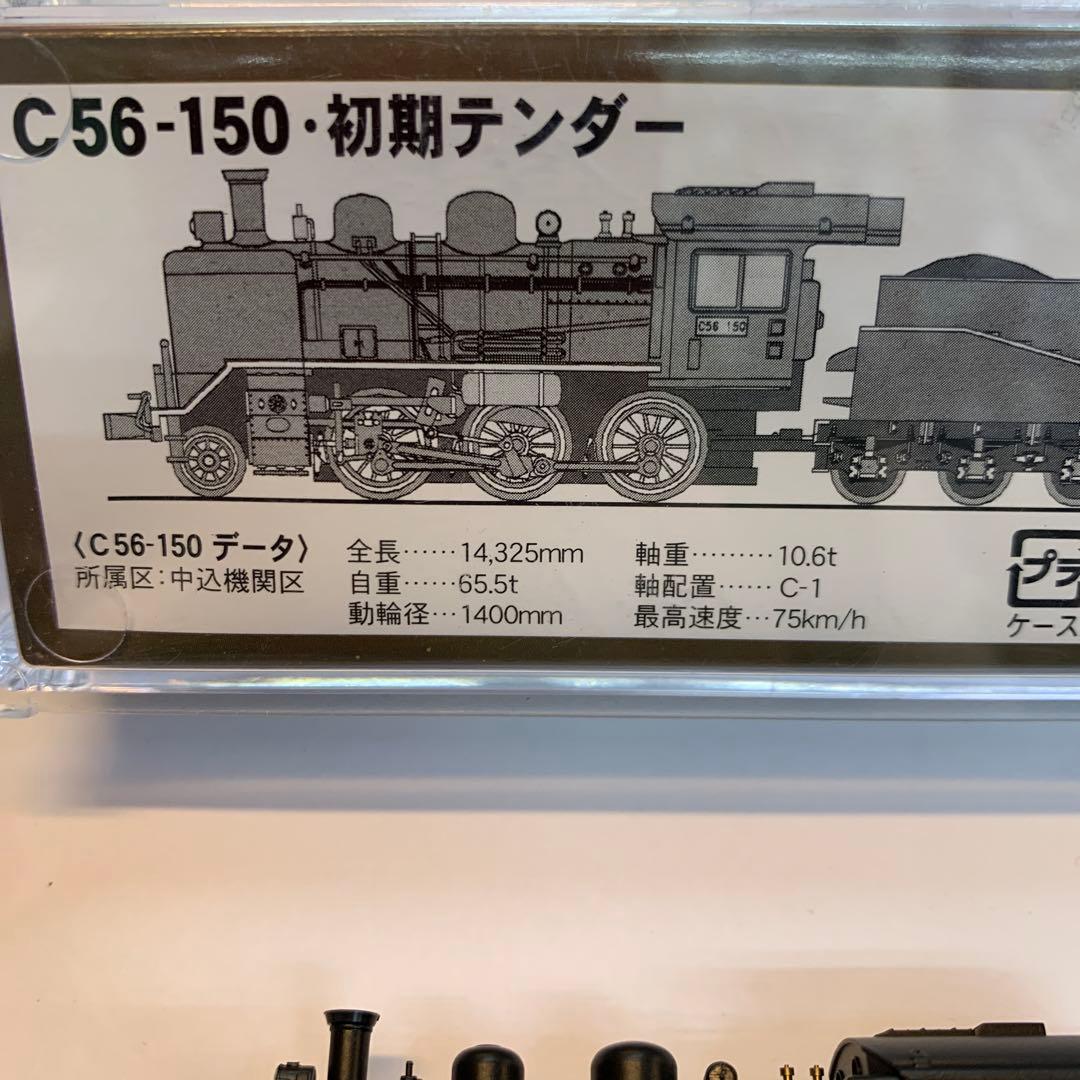 C56-150・初期テンダー
C56 150
〈C56-150 データ〉
所属区：中込機関区
全長……14,325mm
自重……65.5t
動輪径…1400mm
軸重………10.6t
軸配置……C-1
最高速度…75km/h
プラ
ケース